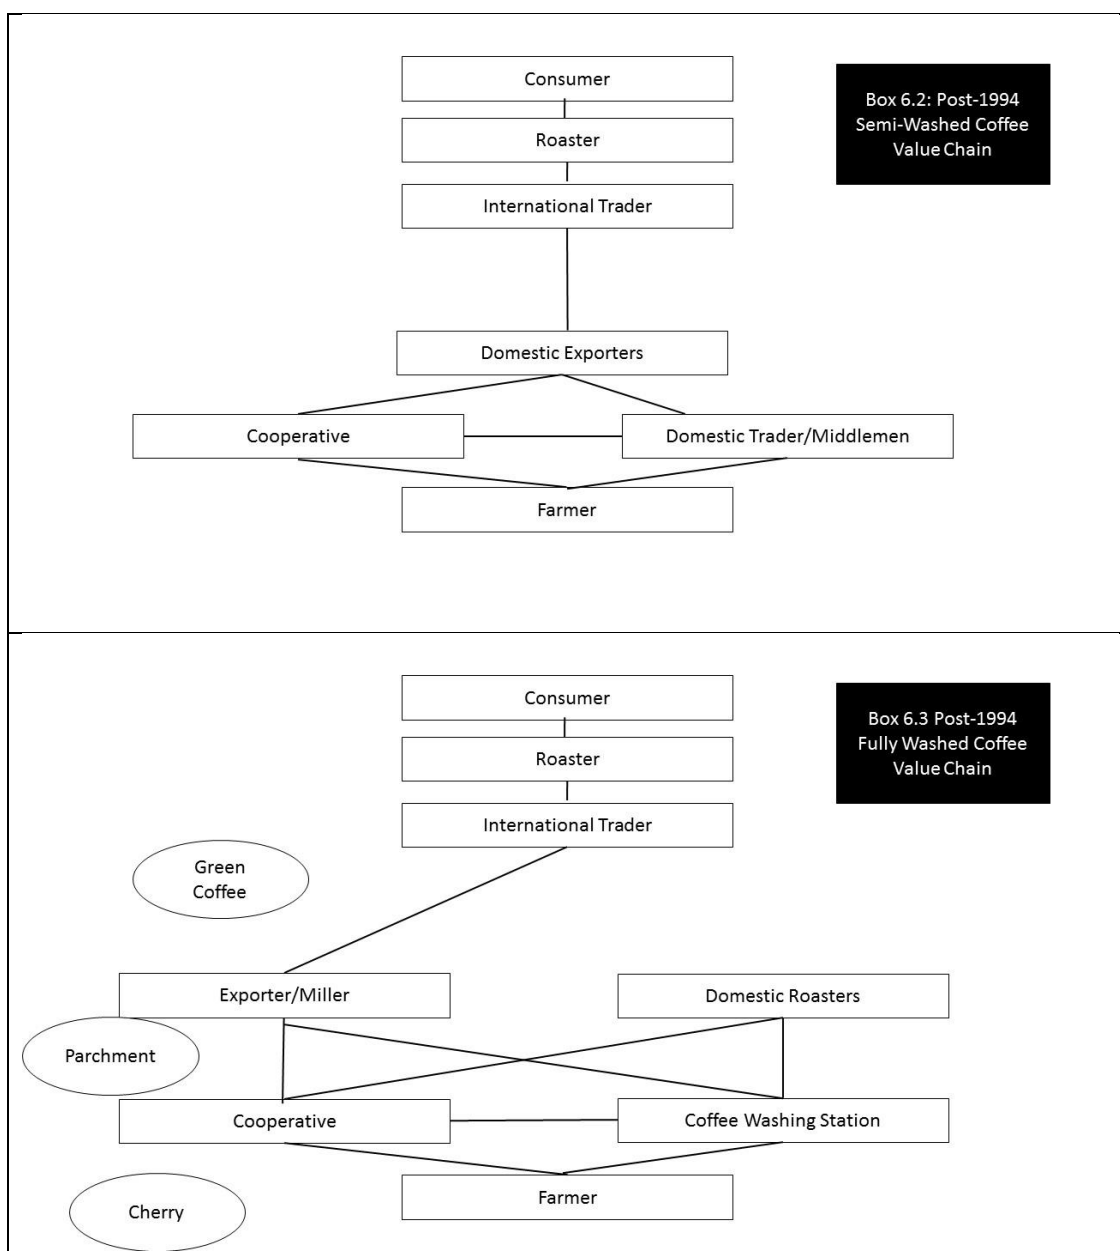 Consumer
Box 6.2: Post-1994
Semi-Washed Coffee
Value Chain
Roaster
International Trader
Domestic Exporters
Cooperative
Domestic Trader/Middlemen
Farmer
Consumer
Box 6.3 Post-1994
Fully Washed Coffee
Value Chain
Roaster
International Trader
Green
Coffee
Exporter/Miller
Domestic Roasters
Parchment
Cooperative
Coffee Washing Station
Farmer
Cherry